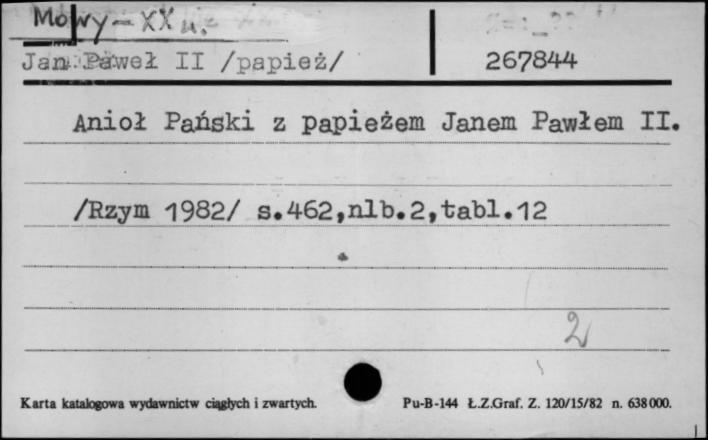 Mowy - XX w.
Jan Paweł II /papież/ 267844
Anioł Pański z papieżem Janem Pawłem II.
/Rzym 1982/ s.462,nlb.2,tabl.12
2
Karta katalogowa wydawnictw ciągłych i zwartych. Pu-B-144 Ł.Z.Graf. Z. 120/15/82 n. 638000.